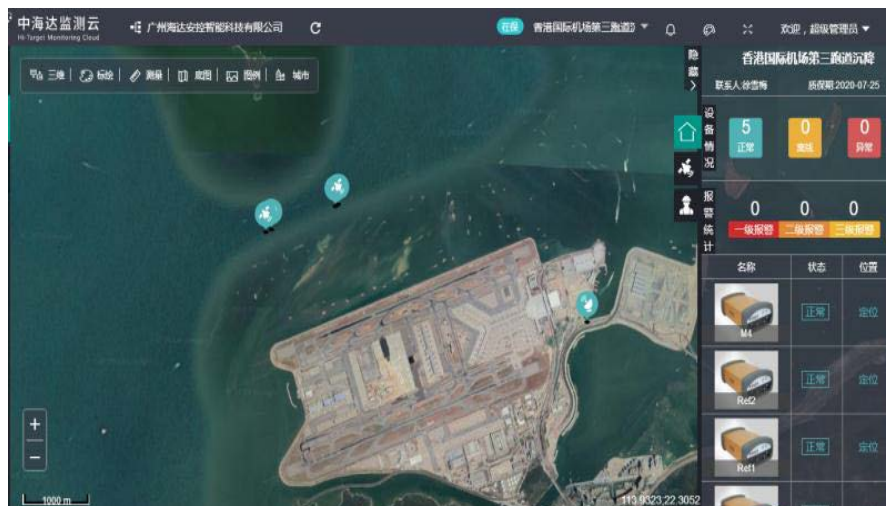 中海达监测云
Hi-Target Monitoring Cloud
广州海达安控智能科技有限公司
在保
香港国际机场第三跑道
欢迎，超级管理员
三维
标绘
测量
底图
图例
城市
隐藏
香港国际机场第三跑道沉降
联系人:徐雪梅
质保期:2020-07-25
设备情况
5
正常
0
离线
0
异常
报警统计
0
一级报警
0
二级报警
0
三级报警
名称
状态
位置
M4
正常
定位
Ref2
正常
定位
Ref1
正常
定位
+
−
1000 m
113.9323,22.3052